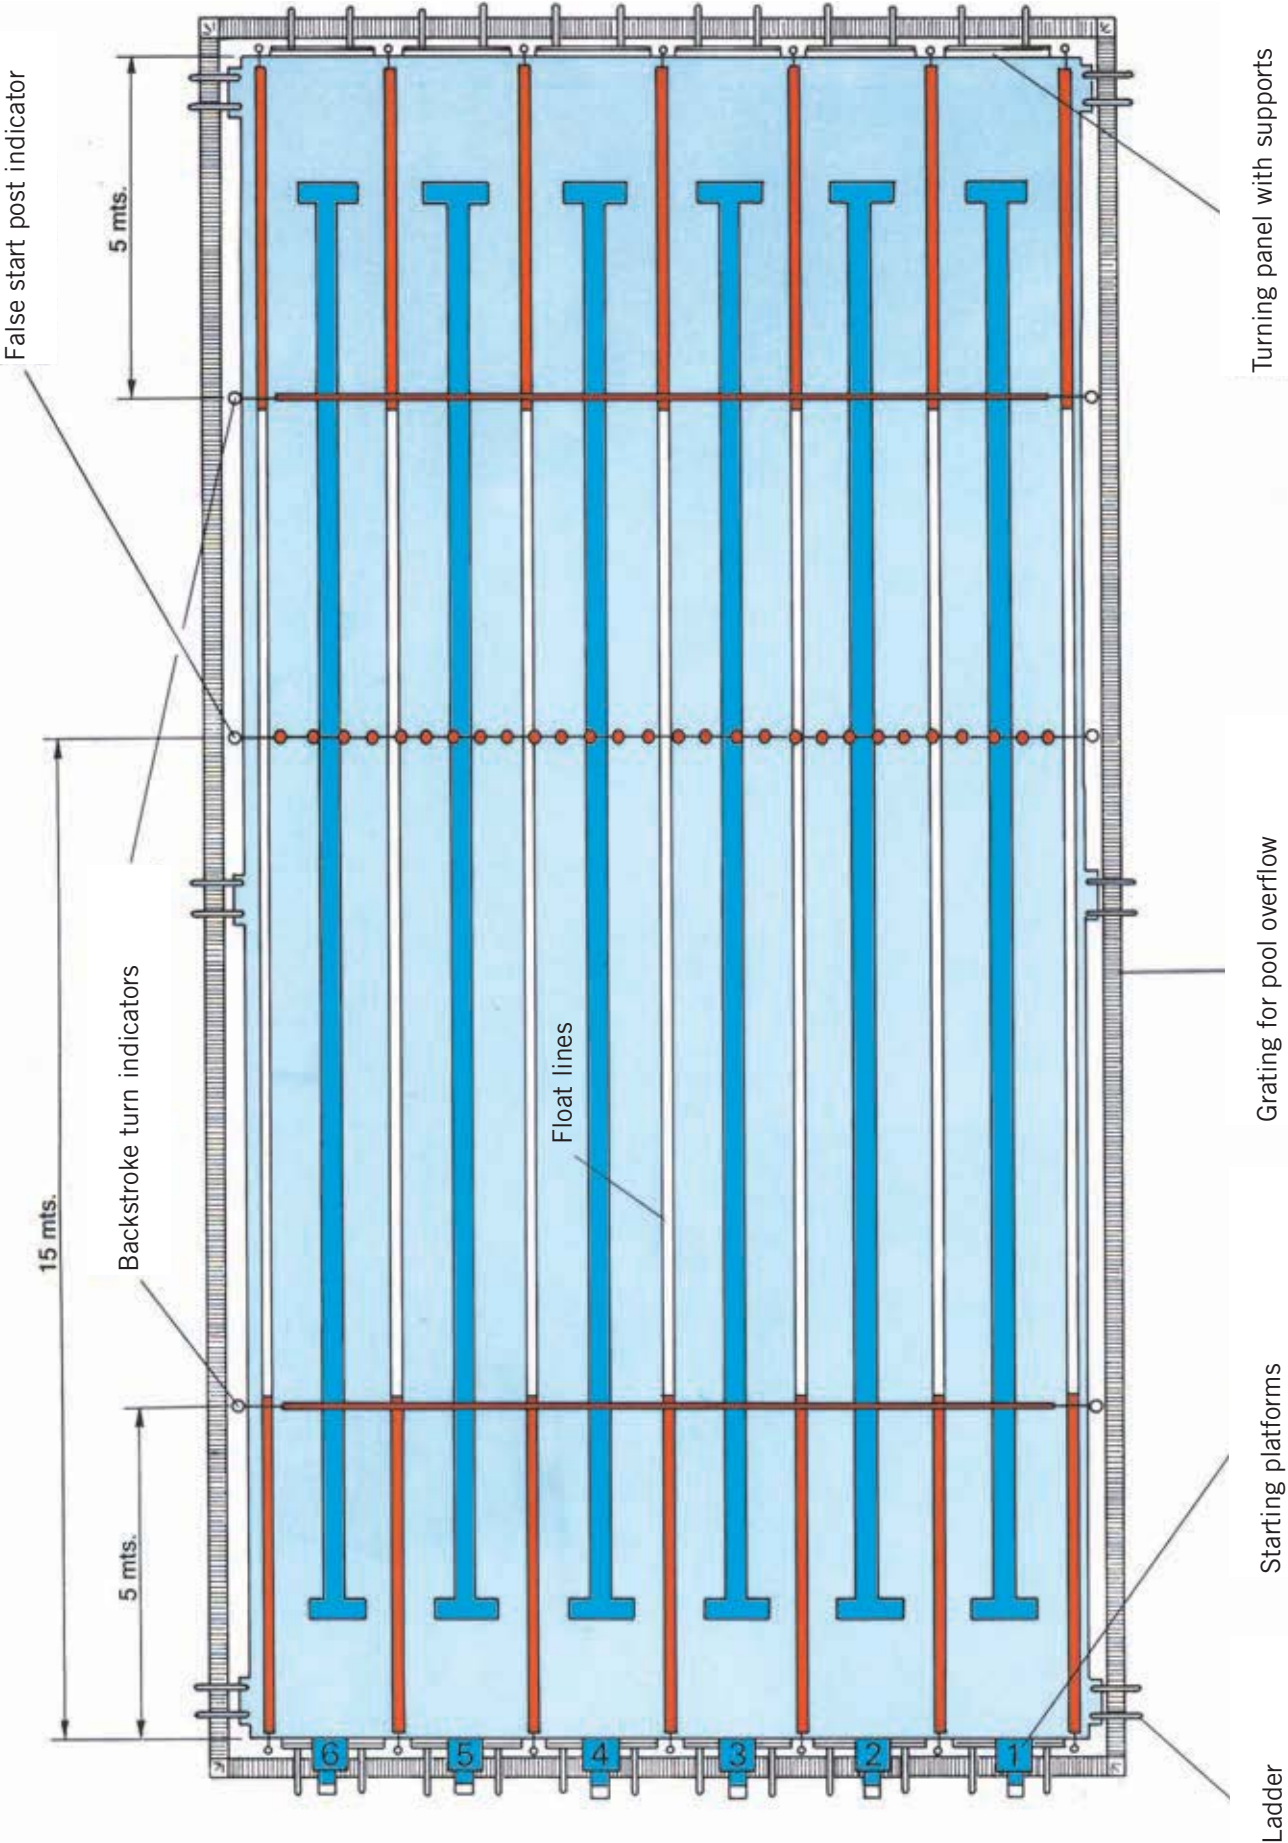 False start post indicator
5 mts.
Turning panel with supports
15 mts.
Backstroke turn indicators
Float lines
Grating for pool overflow
5 mts.
Starting platforms
Ladder
6 5 4 3 2 1